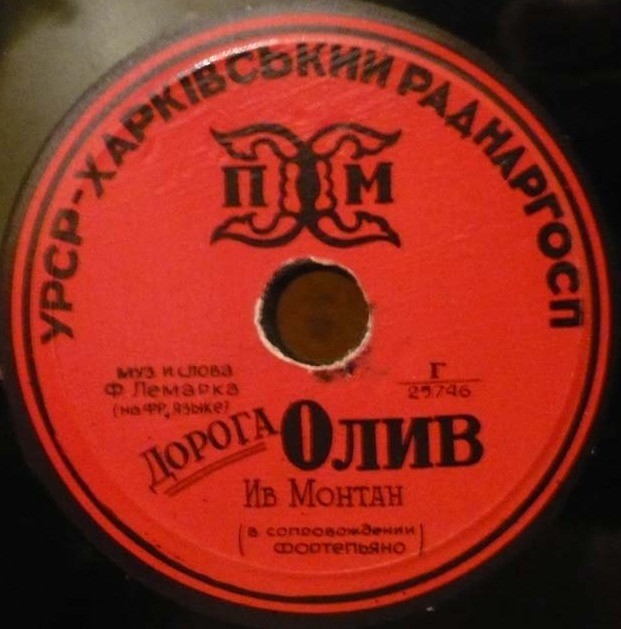 УРСР-ХАРКІВСЬКИЙ РАДНАРГОСП
П М
МУЗ И СЛОВА
Ф ЛЕМАРКА
(НА ФР, ЯЗЫКЕ)
Г
25746
ДОРОГА ОЛИВ
ИВ МОНТАН
(В СОПРОВОЖДЕНИИ
ФОРТЕПЬЯНО)